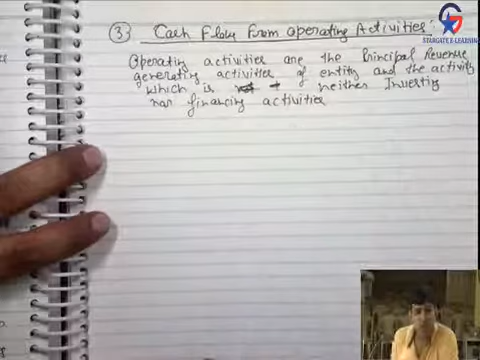 STARGATE E-LEARNING
③ Cash Flow From Operating Activities
Operating activities are the Principal Revenue
generating activities of entity and the activity
which is neither Investing
nor financing activities